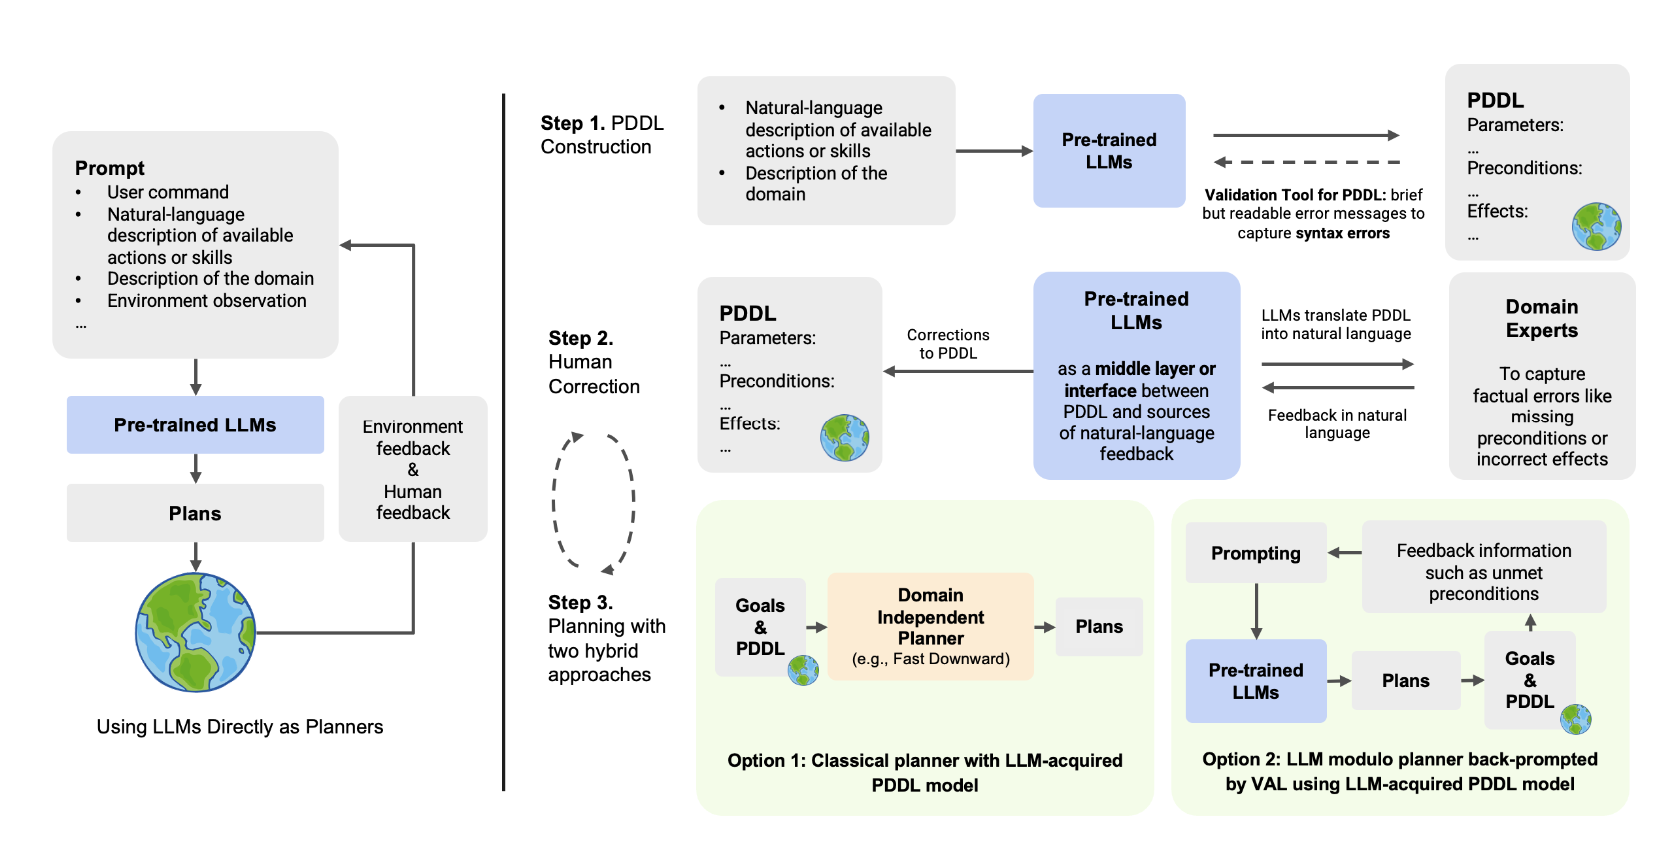 Prompt
• User command
• Natural-language
description of available
actions or skills
• Description of the domain
• Environment observation
...
Pre-trained LLMs
Plans
Environment
feedback
&
Human
feedback
Using LLMs Directly as Planners
Step 1. PDDL
Construction
• Natural-language
description of available
actions or skills
• Description of the
domain
Pre-trained
LLMs
Validation Tool for PDDL: brief
but readable error messages to
capture syntax errors
PDDL
Parameters:
...
Preconditions:
...
Effects:
...
Step 2.
Human
Correction
PDDL
Parameters:
...
Preconditions:
...
Effects:
...
Corrections
to PDDL
Pre-trained
LLMs
as a middle layer or
interface between
PDDL and sources
of natural-language
feedback
LLMs translate PDDL
into natural language
Feedback in natural
language
Domain
Experts
To capture
factual errors like
missing
preconditions or
incorrect effects
Step 3.
Planning with
two hybrid
approaches
Goals
&
PDDL
Domain
Independent
Planner
(e.g., Fast Downward)
Plans
Option 1: Classical planner with LLM-acquired
PDDL model
Prompting
Feedback information
such as unmet
preconditions
Pre-trained
LLMs
Plans
Goals
&
PDDL
Option 2: LLM modulo planner back-prompted
by VAL using LLM-acquired PDDL model